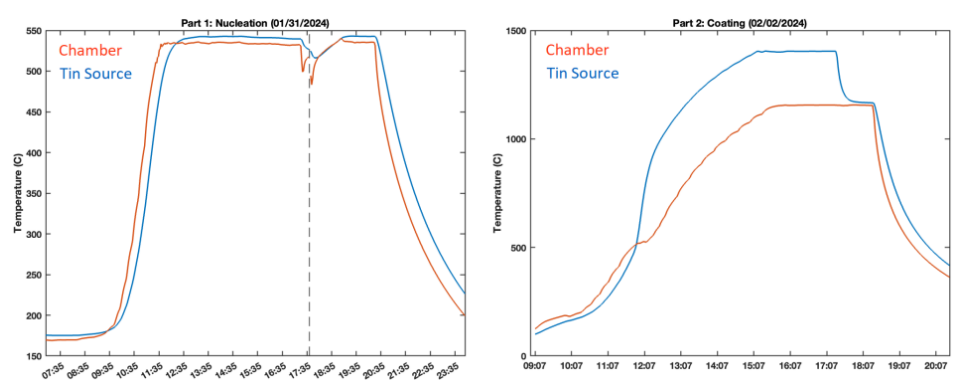 Part 1: Nucleation (01/31/2024)
Chamber
Tin Source
Temperature (C)
550
500
450
400
350
300
250
200
150
07:35 08:35 09:35 10:35 11:35 12:35 13:35 14:35 15:35 16:35 17:35 18:35 19:35 20:35 21:35 22:35 23:35
Part 2: Coating (02/02/2024)
Chamber
Tin Source
Temperature (C)
1500
1000
500
0
09:07 10:07 11:07 12:07 13:07 14:07 15:07 16:07 17:07 18:07 19:07 20:07